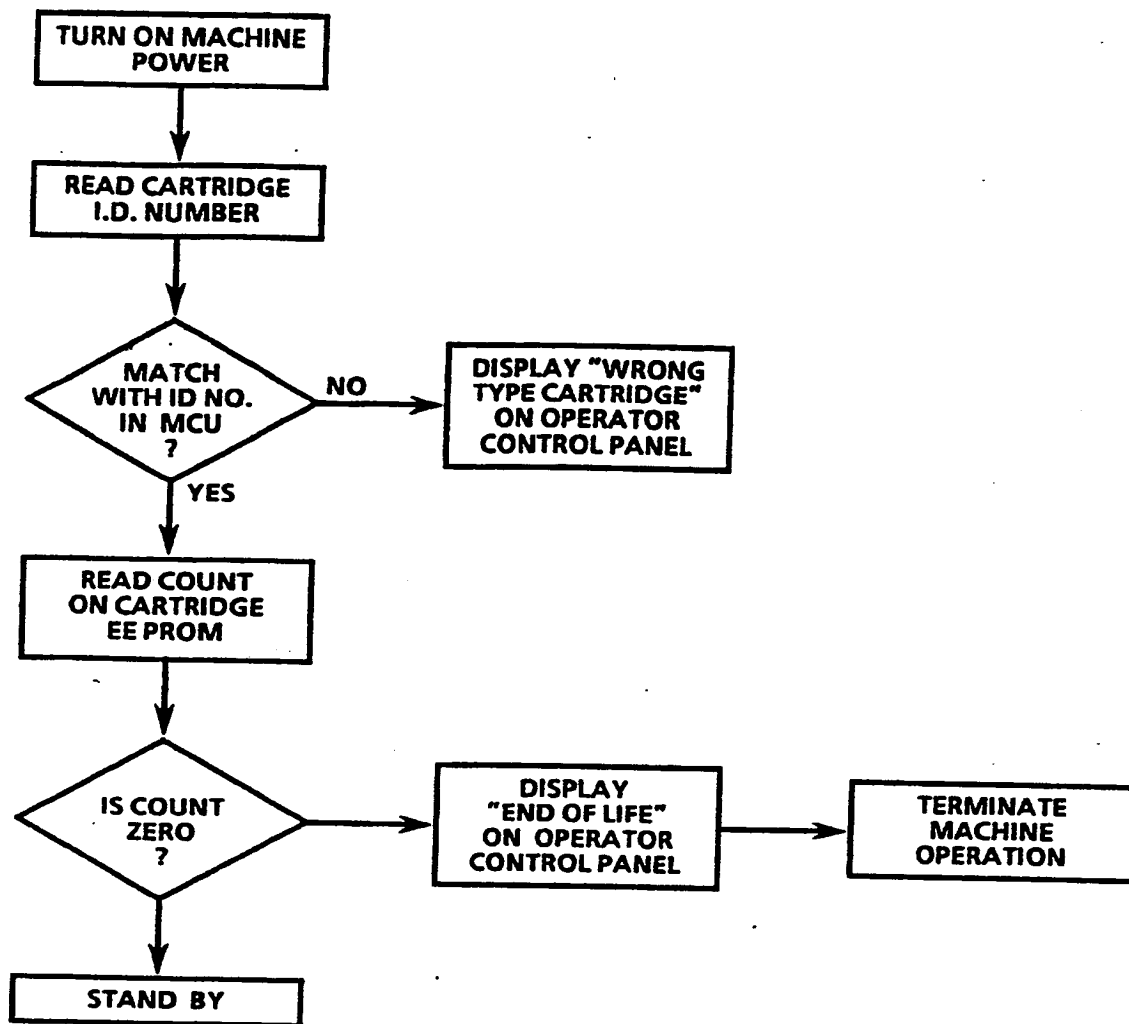 TURN ON MACHINE
POWER
READ CARTRIDGE
I.D. NUMBER
MATCH
WITH ID NO.
IN MCU
?
NO
DISPLAY "WRONG
TYPE CARTRIDGE"
ON OPERATOR
CONTROL PANEL
YES
READ COUNT
ON CARTRIDGE
EE PROM
IS COUNT
ZERO
?
DISPLAY
"END OF LIFE"
ON OPERATOR
CONTROL PANEL
TERMINATE
MACHINE
OPERATION
STAND BY